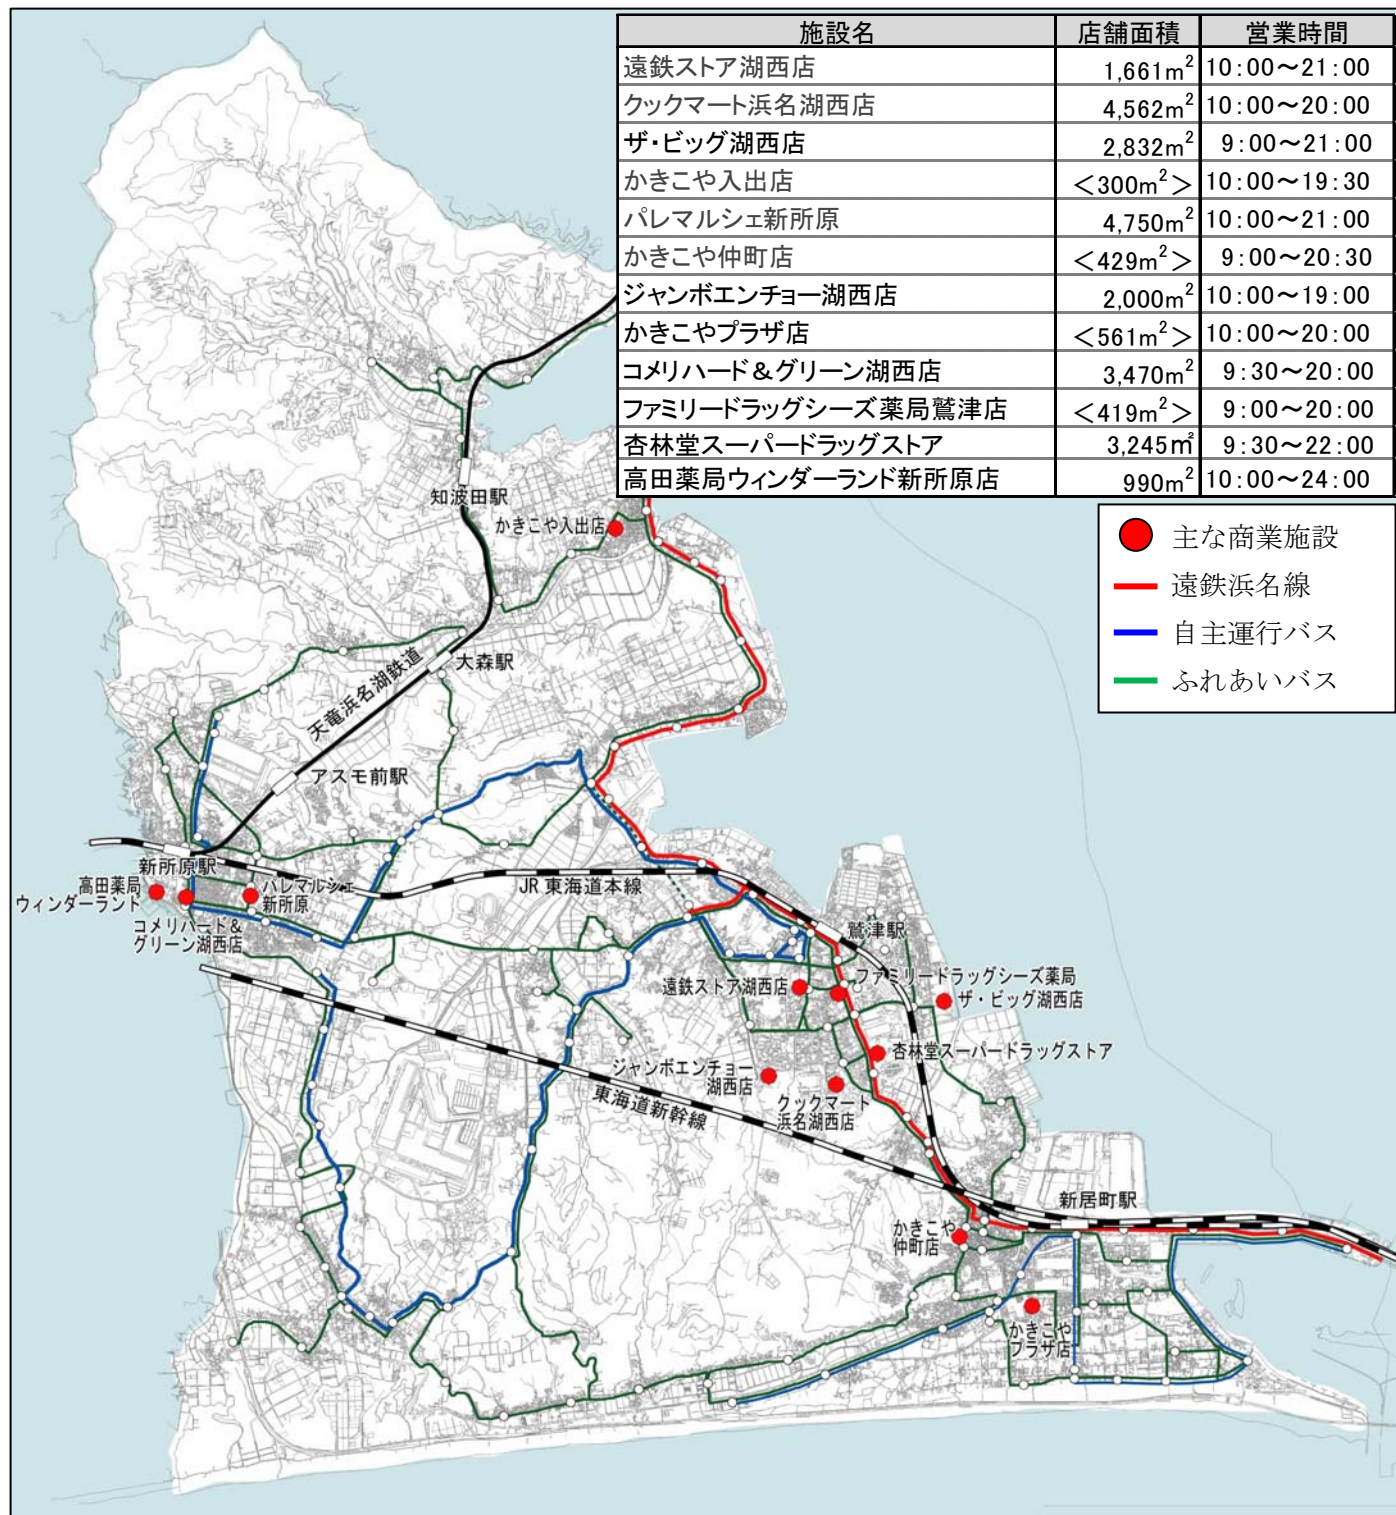 施設名 店舗面積 営業時間
遠鉄ストア湖西店 1,661m² 10:00～21:00
クックマート浜名湖西店 4,562m² 10:00～20:00
ザ・ビッグ湖西店 2,832m² 9:00～21:00
かきこや入出店 ＜300m²＞ 10:00～19:30
パレマルシェ新所原 4,750m² 10:00～21:00
かきこや仲町店 ＜429m²＞ 9:00～20:30
ジャンボエンチョー湖西店 2,000m² 10:00～19:00
かきこやプラザ店 ＜561m²＞ 10:00～20:00
コメリハード＆グリーン湖西店 3,470m² 9:30～20:00
ファミリードラッグシーズ薬局鷲津店 ＜419m²＞ 9:00～20:00
杏林堂スーパードラッグストア 3,245㎡ 9:30～22:00
高田薬局ウィンダーランド新所原店 990m² 10:00～24:00
主な商業施設
遠鉄浜名線
自主運行バス
ふれあいバス
知波田駅
かきこや入出店
大森駅
天竜浜名湖鉄道
アスモ前駅
新所原駅
高田薬局
ウィンダーランド
パレマルシェ
新所原
コメリハード＆
グリーン湖西店
JR 東海道本線
鷲津駅
遠鉄ストア湖西店
ファミリードラッグシーズ薬局
ザ・ビッグ湖西店
杏林堂スーパードラッグストア
ジャンボエンチョー
湖西店
クックマート
浜名湖西店
東海道新幹線
新居町駅
かきこや
仲町店
かきこや
プラザ店